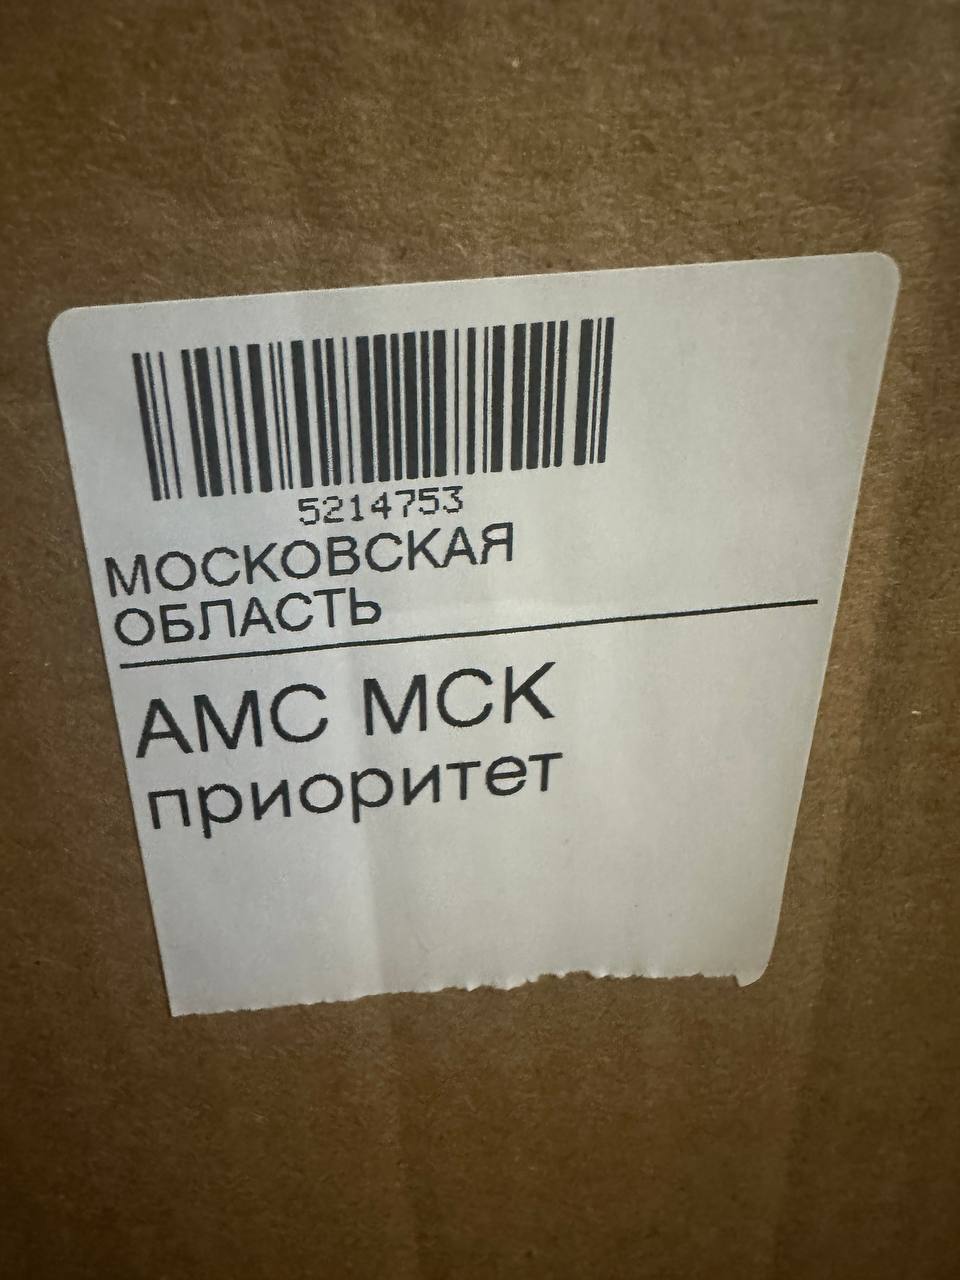 5214753
МОСКОВСКАЯ
ОБЛАСТЬ
АМС МСК
приоритет